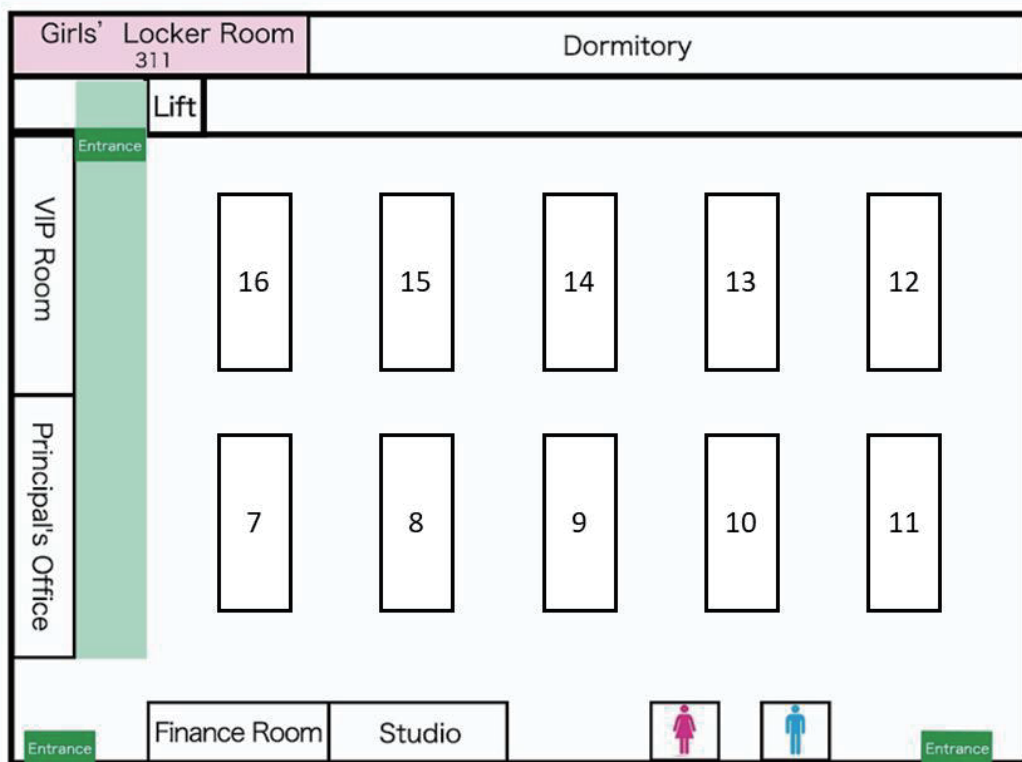 Girls’ Locker Room
311
Dormitory
Lift
Entrance
VIP Room
16
15
14
13
12
Principal's Office
7
8
9
10
11
Finance Room
Studio
Entrance
Entrance